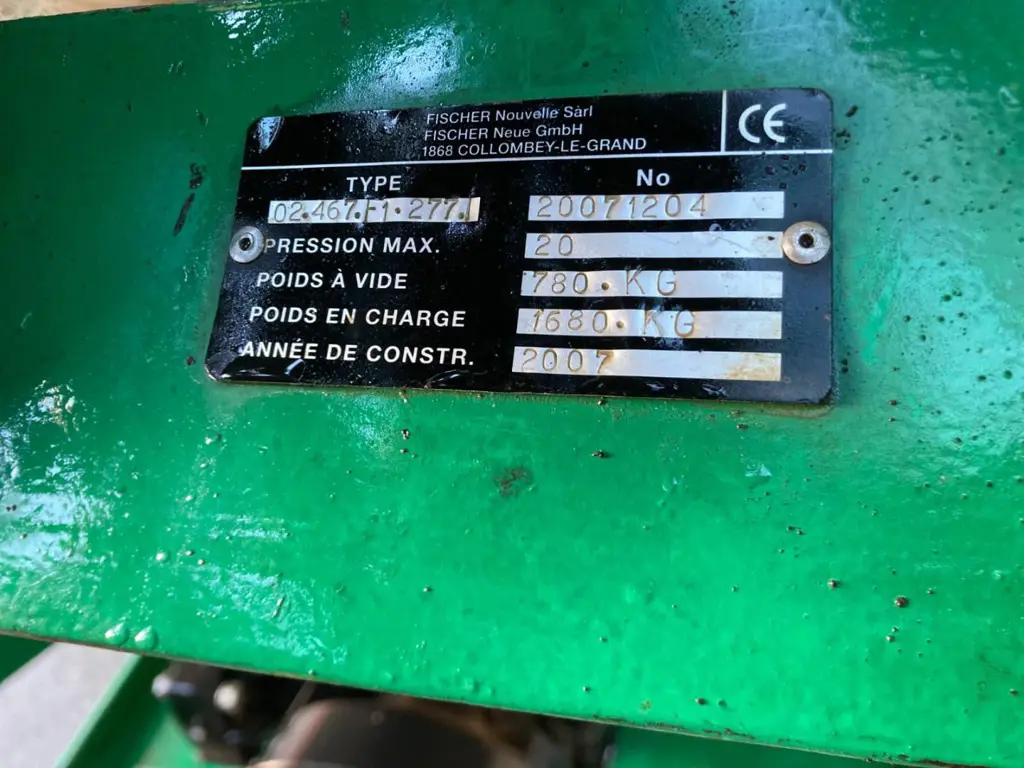 FISCHER Nouvelle Sàrl
FISCHER Neue GmbH
1868 COLLOMBEY-LE-GRAND
CE
TYPE No
02.467.-1.277. 20071204
PRESSION MAX. 20
POIDS À VIDE 780.KG
POIDS EN CHARGE 1680.KG
ANNÉE DE CONSTR. 2007